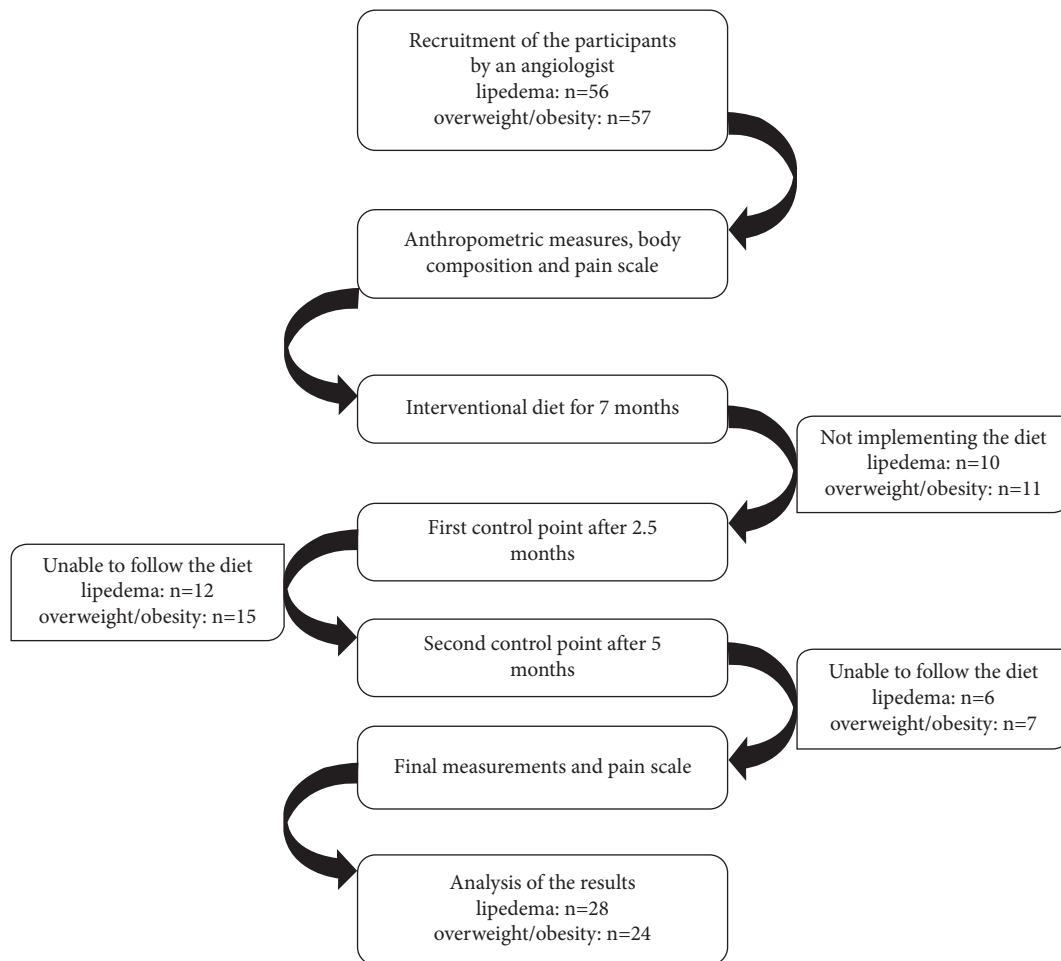 Recruitment of the participants
by an angiologist
lipedema: n=56
overweight/obesity: n=57
Anthropometric measures, body
composition and pain scale
Interventional diet for 7 months
Not implementing the diet
lipedema: n=10
overweight/obesity: n=11
First control point after 2.5
months
Unable to follow the diet
lipedema: n=12
overweight/obesity: n=15
Second control point after 5
months
Unable to follow the diet
lipedema: n=6
overweight/obesity: n=7
Final measurements and pain scale
Analysis of the results
lipedema: n=28
overweight/obesity: n=24